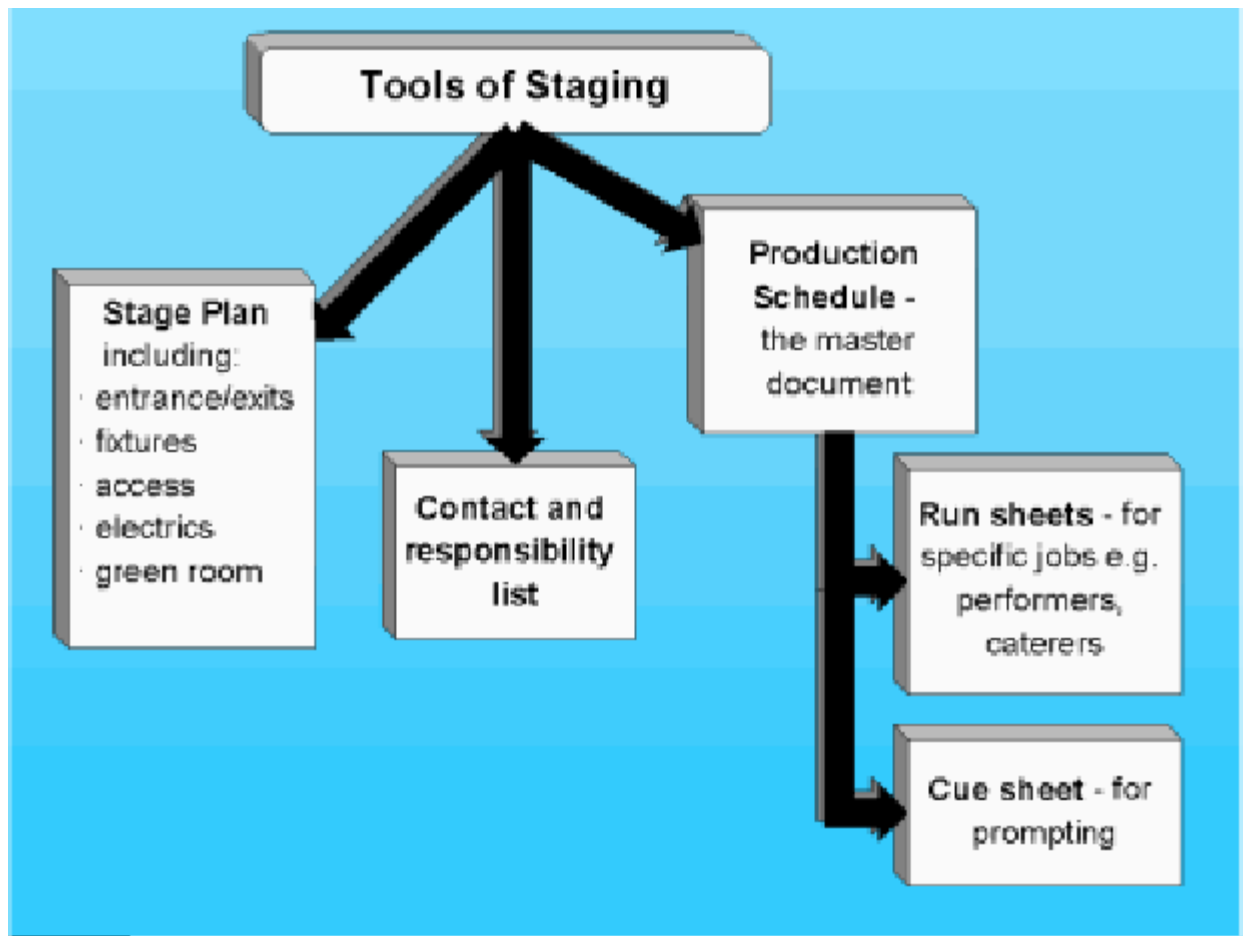 Tools of Staging
Stage Plan
including:
· entrance/exits
· fixtures
· access
· electrics
· green room
Contact and
responsibility
list
Production
Schedule -
the master
document
Run sheets - for
specific jobs e.g.
performers,
caterers
Cue sheet - for
prompting